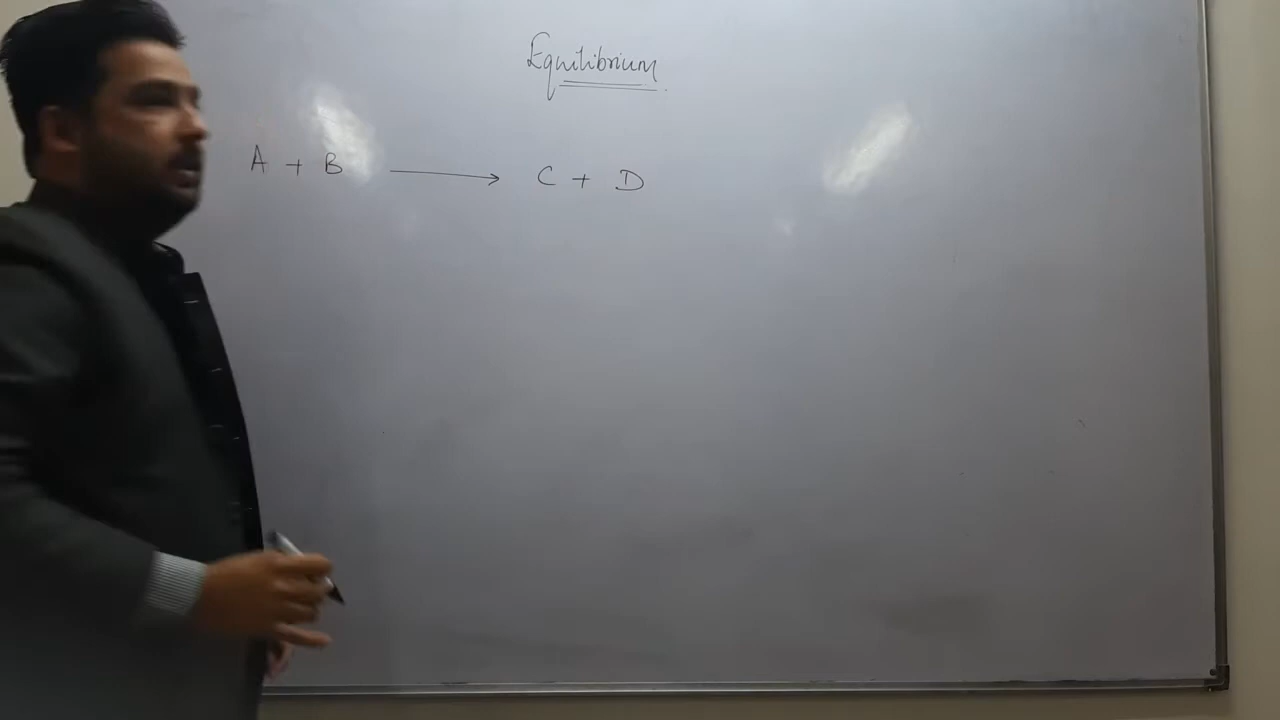 Equilibrium
A + B ⟶ C + D